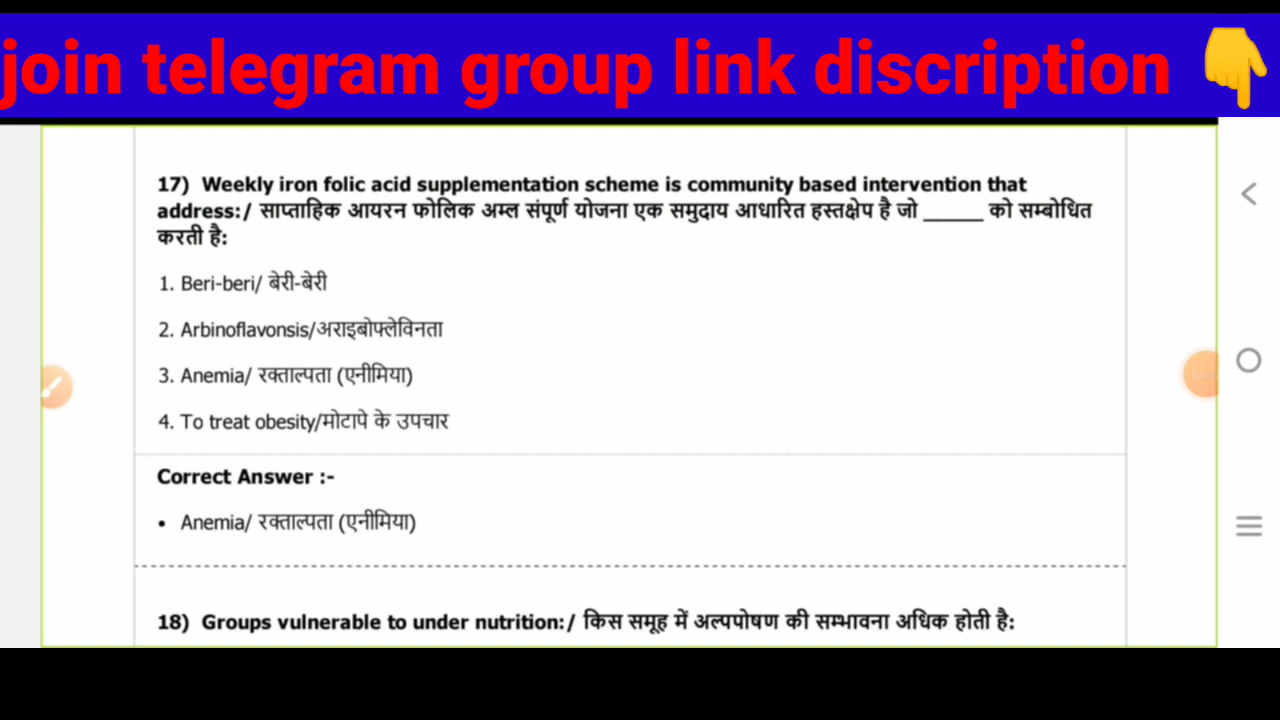 join telegram group link discription 👇
17) Weekly iron folic acid supplementation scheme is community based intervention that
address:/ साप्ताहिक आयरन फोलिक अम्ल संपूर्ण योजना एक समुदाय आधारित हस्तक्षेप है जो ______ को सम्बोधित
करती है:
1. Beri-beri/ बेरी-बेरी
2. Arbinoflavonsis/अराइबोफ्लेविनता
3. Anemia/ रक्ताल्पता (एनीमिया)
4. To treat obesity/मोटापे के उपचार
Correct Answer :-
• Anemia/ रक्ताल्पता (एनीमिया)
18) Groups vulnerable to under nutrition:/ किस समूह में अल्पपोषण की सम्भावना अधिक होती है: